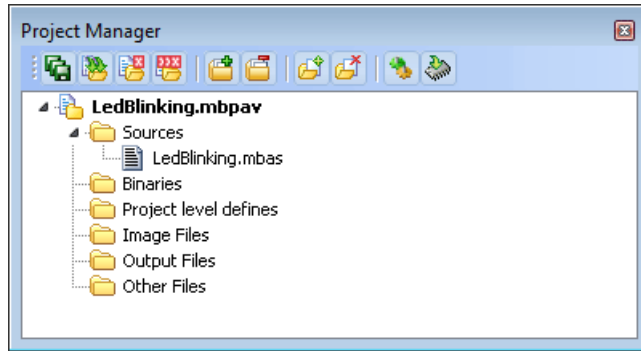 Project Manager
LedBlinking.mbpav
Sources
LedBlinking.mbas
Binaries
Project level defines
Image Files
Output Files
Other Files